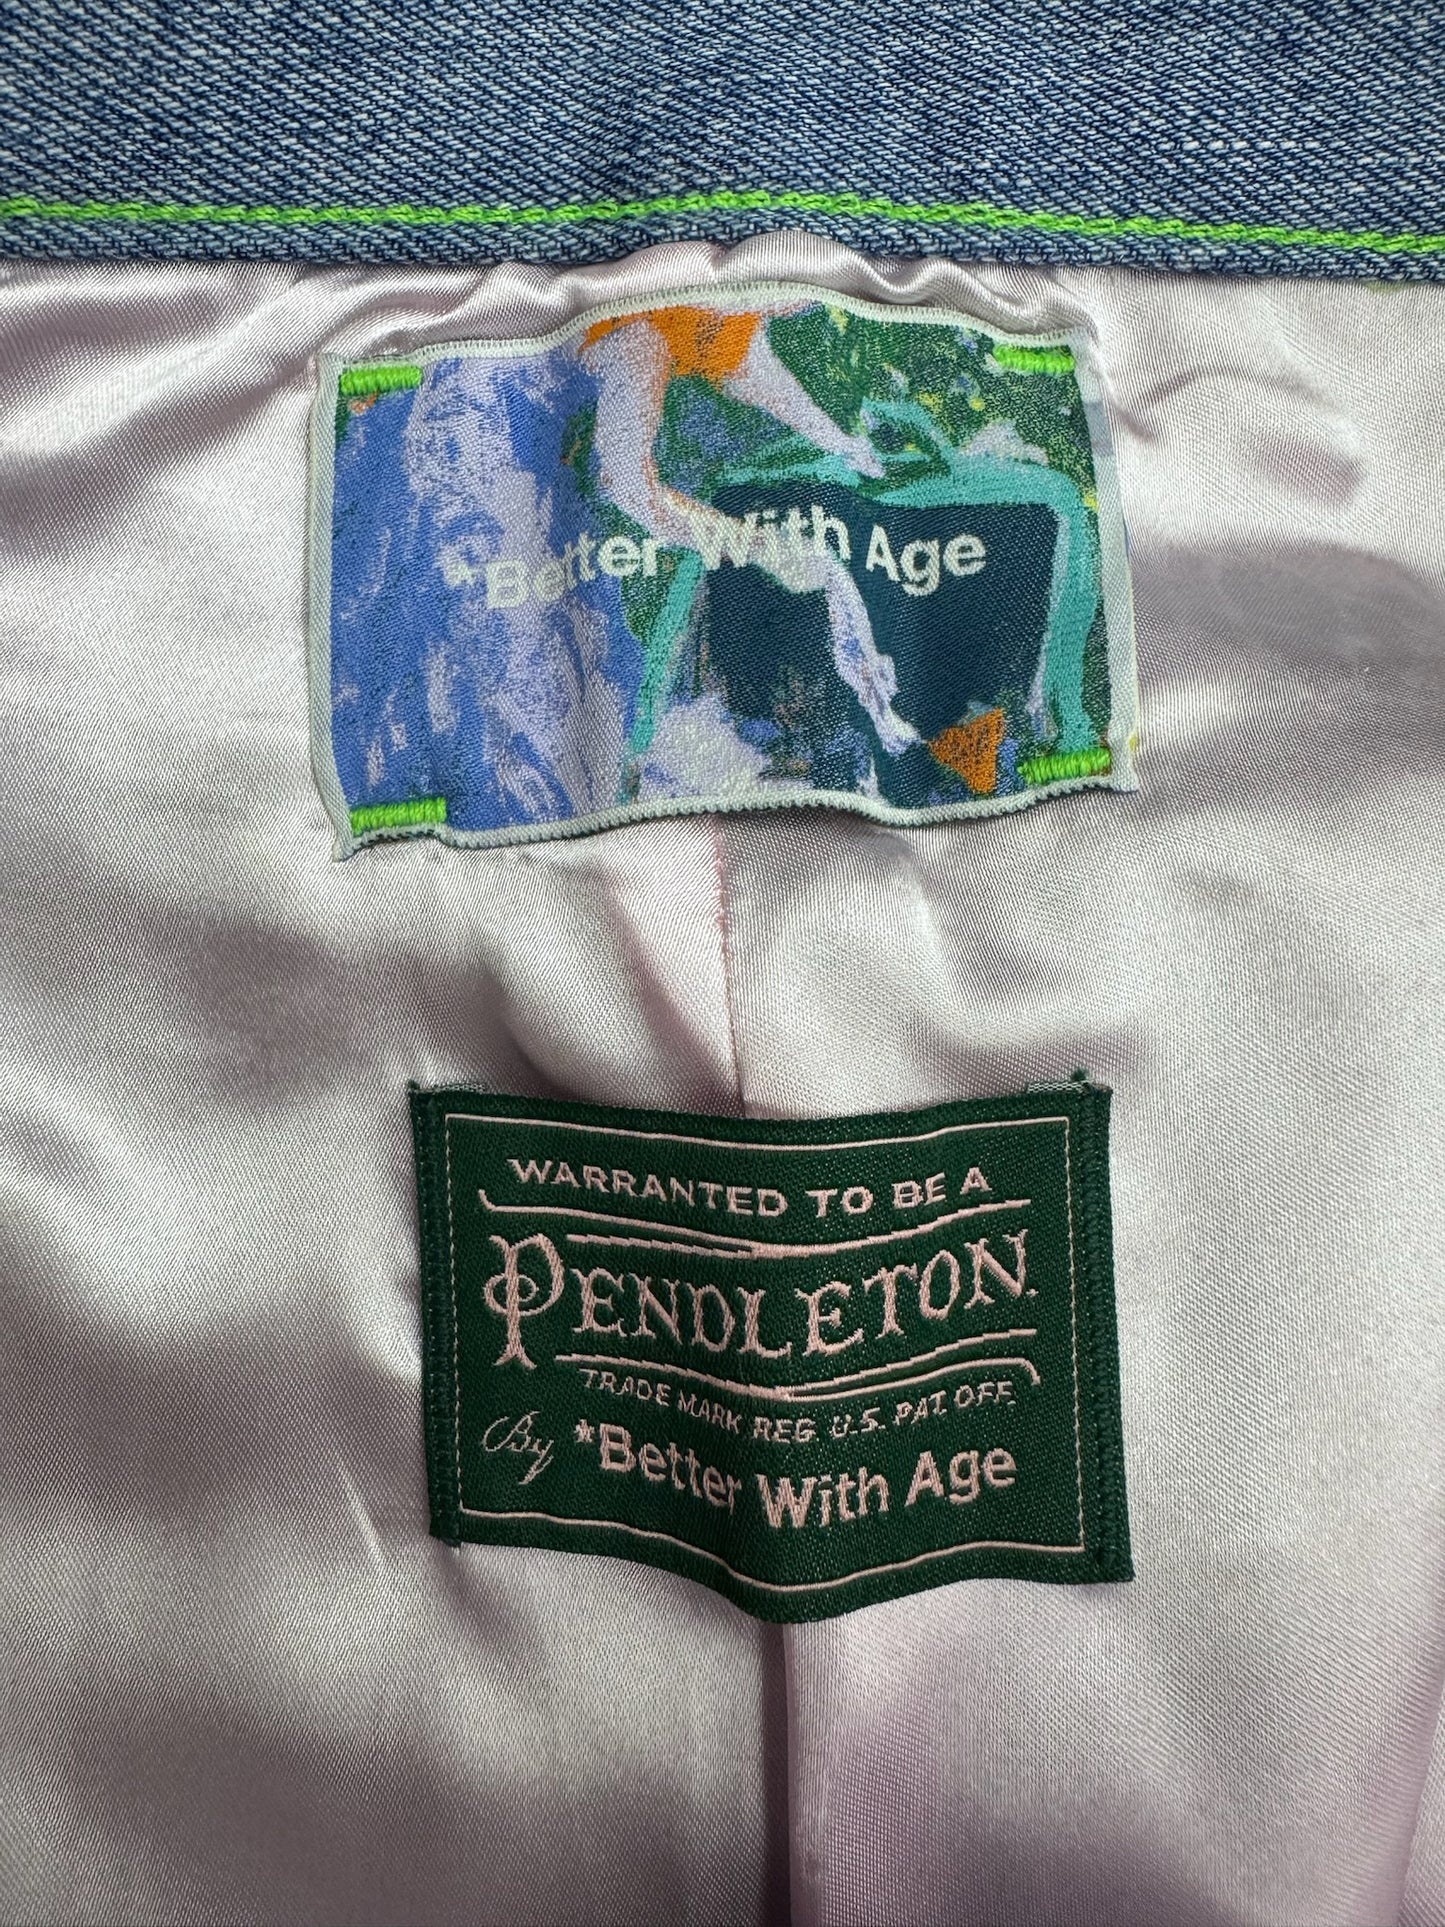 *Better With Age
WARRANTED TO BE A
PENDLETON
TRADE MARK REG. U.S. PAT. OFF.
By *Better With Age